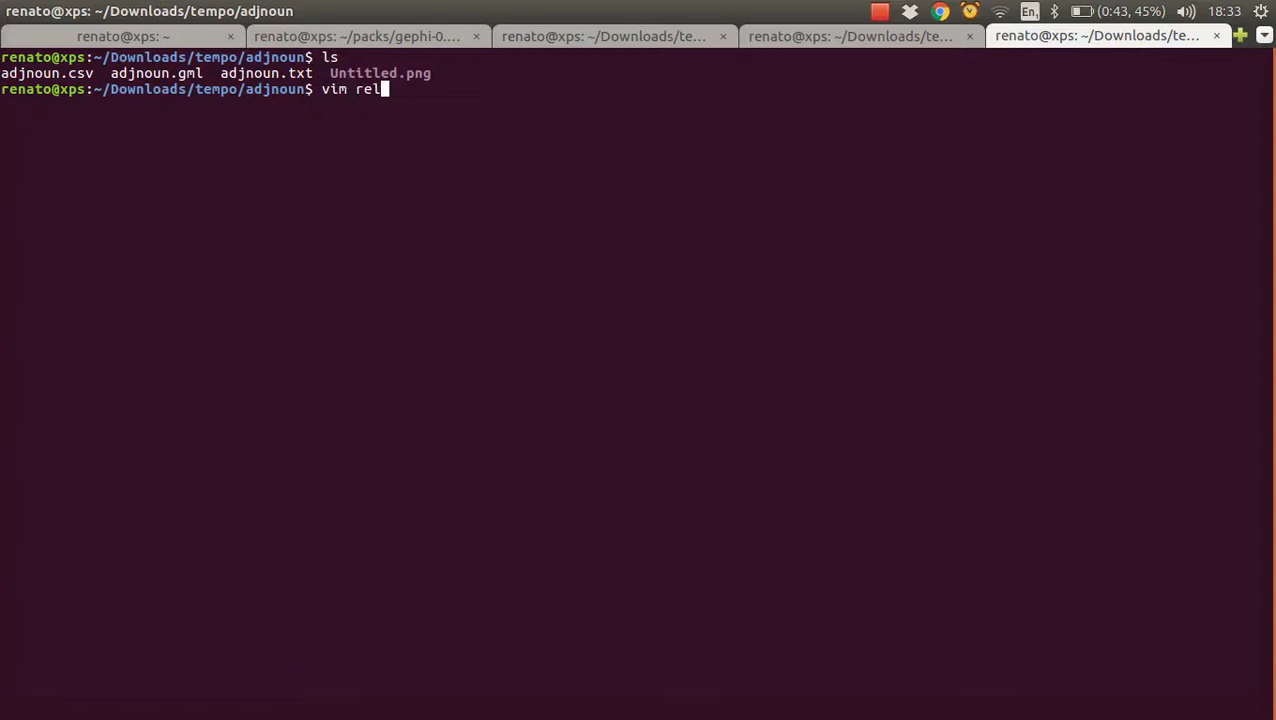 renato@xps: ~/Downloads/tempo/adjnoun
En1 (0:43, 45%) 18:33
renato@xps: ~ × renato@xps: ~/packs/gephi-0.... × renato@xps: ~/Downloads/te... × renato@xps: ~/Downloads/te... × renato@xps: ~/Downloads/te... ×
renato@xps:~/Downloads/tempo/adjnoun$ ls
adjnoun.csv adjnoun.gml adjnoun.txt Untitled.png
renato@xps:~/Downloads/tempo/adjnoun$ vim rel